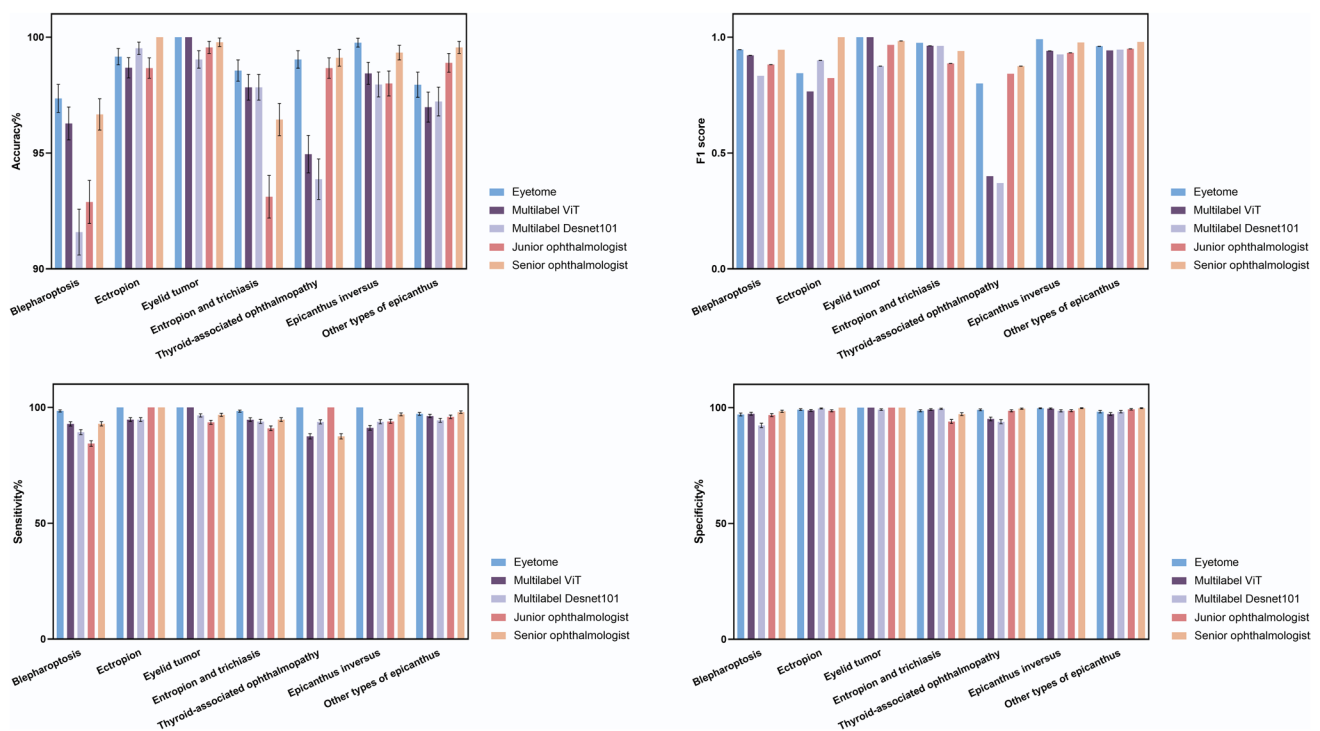 100
95
90
Accuracy%
Blepharoptosis
Ectropion
Eyelid tumor
Entropion and trichiasis
Thyroid-associated ophthalmopathy
Epicanthus inversus
Other types of epicanthus
Eyetome
Multilabel ViT
Multilabel Desnet101
Junior ophthalmologist
Senior ophthalmologist
1.0
0.5
0.0
F1 score
Blepharoptosis
Ectropion
Eyelid tumor
Entropion and trichiasis
Thyroid-associated ophthalmopathy
Epicanthus inversus
Other types of epicanthus
Eyetome
Multilabel ViT
Multilabel Desnet101
Junior ophthalmologist
Senior ophthalmologist
100
50
0
Sensitivity%
Blepharoptosis
Ectropion
Eyelid tumor
Entropion and trichiasis
Thyroid-associated ophthalmopathy
Epicanthus inversus
Other types of epicanthus
Eyetome
Multilabel ViT
Multilabel Desnet101
Junior ophthalmologist
Senior ophthalmologist
100
50
0
Specificity%
Blepharoptosis
Ectropion
Eyelid tumor
Entropion and trichiasis
Thyroid-associated ophthalmopathy
Epicanthus inversus
Other types of epicanthus
Eyetome
Multilabel ViT
Multilabel Desnet101
Junior ophthalmologist
Senior ophthalmologist